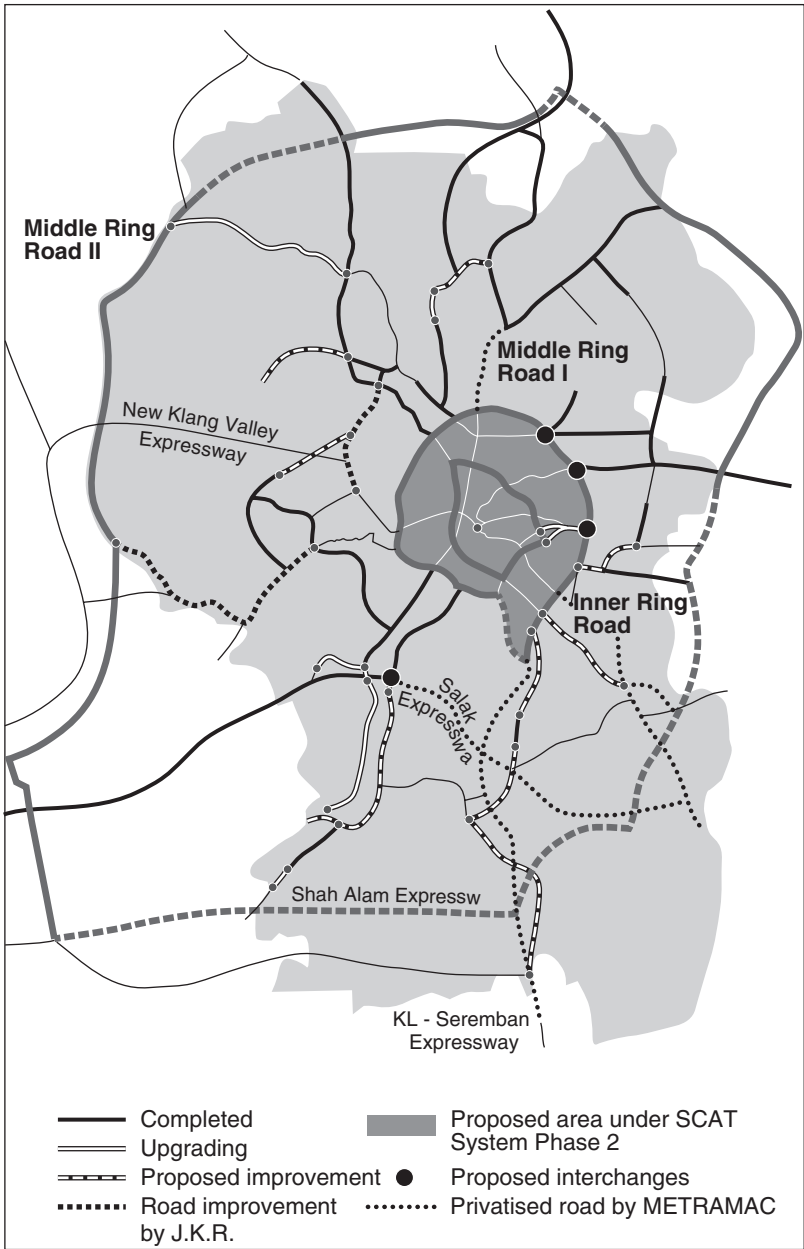 Middle Ring
Road II
Middle Ring
Road I
New Klang Valley
Expressway
Inner Ring
Road
Salak
Expresswa
Shah Alam Expressw
KL - Seremban
Expressway
Completed
Upgrading
Proposed improvement
Road improvement
by J.K.R.
Proposed area under SCAT
System Phase 2
Proposed interchanges
Privatised road by METRAMAC